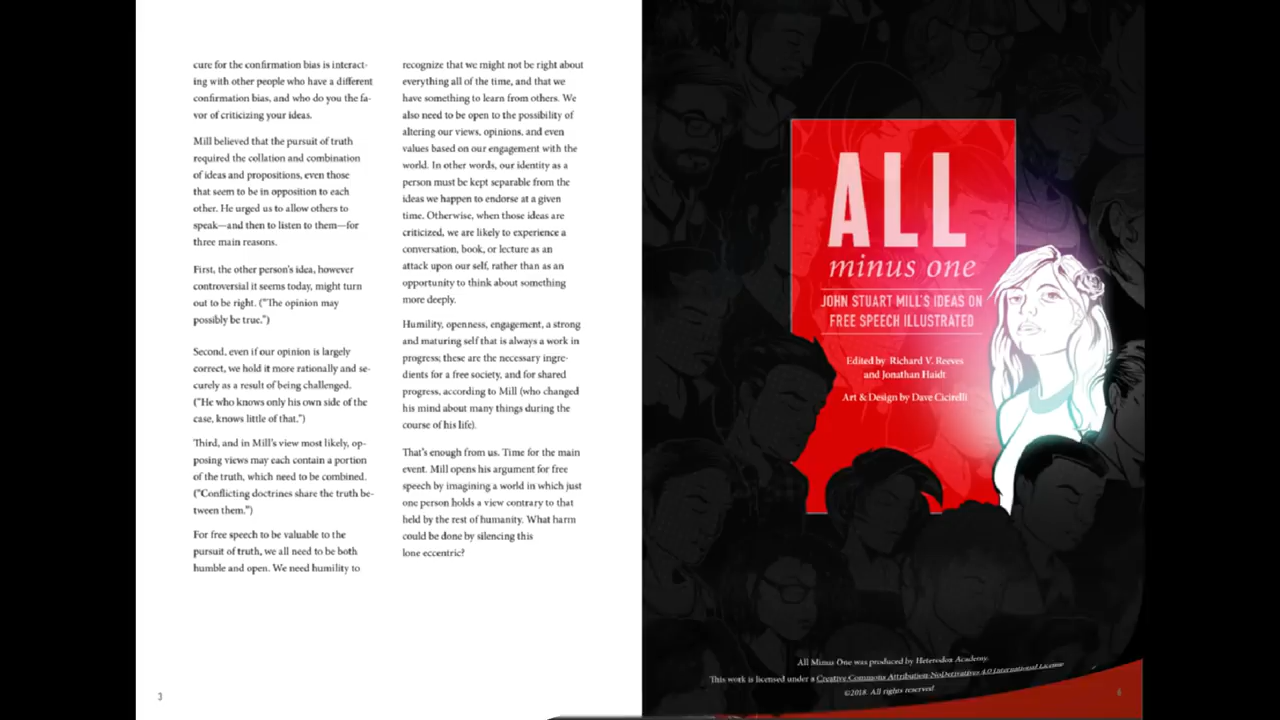 cure for the confirmation bias is interact-
ing with other people who have a different
confirmation bias, and who do you the fa-
vor of criticizing your ideas.
Mill believed that the pursuit of truth
required the collation and combination
of ideas and propositions, even those
that seem to be in opposition to each
other. He urged us to allow others to
speak—and then to listen to them—for
three main reasons.
First, the other person's idea, however
controversial it seems today, might turn
out to be right. ("The opinion may
possibly be true.")
Second, even if our opinion is largely
correct, we hold it more rationally and se-
curely as a result of being challenged.
("He who knows only his own side of the
case, knows little of that.")
Third, and in Mill's view most likely, op-
posing views may each contain a portion
of the truth, which need to be combined.
("Conflicting doctrines share the truth be-
tween them.")
For free speech to be valuable to the
pursuit of truth, we all need to be both
humble and open. We need humility to
3
recognize that we might not be right about
everything all of the time, and that we
have something to learn from others. We
also need to be open to the possibility of
altering our views, opinions, and even
values based on our engagement with the
world. In other words, our identity as a
person must be kept separable from the
ideas we happen to endorse at a given
time. Otherwise, when those ideas are
criticized, we are likely to experience a
conversation, book, or lecture as an
attack upon our self, rather than as an
opportunity to think about something
more deeply.
Humility, openness, engagement, a strong
and maturing self that is always a work in
progress; these are the necessary ingre-
dients for a free society, and for shared
progress, according to Mill (who changed
his mind about many things during the
course of his life).
That's enough from us. Time for the main
event. Mill opens his argument for free
speech by imagining a world in which just
one person holds a view contrary to that
held by the rest of humanity. What harm
could be done by silencing this
lone eccentric?
ALL
minus one
JOHN STUART MILL'S IDEAS ON
FREE SPEECH ILLUSTRATED
Edited by Richard V. Reeves
and Jonathan Haidt
Art & Design by Dave Cicirelli
All Minus One was produced by Heterodox Academy.
This work is licensed under a Creative Commons Attribution-NoDerivatives 4.0 International License
©2018. All rights reserved
6